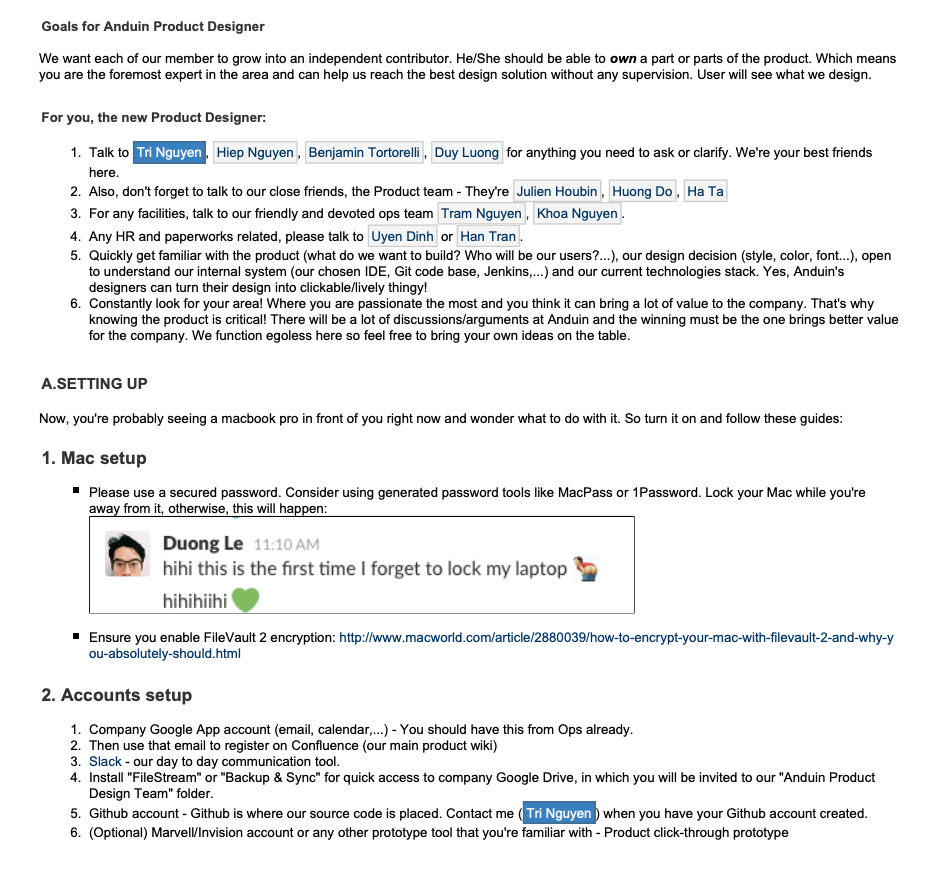 Goals for Anduin Product Designer
We want each of our member to grow into an independent contributor. He/She should be able to own a part or parts of the product. Which means
you are the foremost expert in the area and can help us reach the best design solution without any supervision. User will see what we design.
For you, the new Product Designer:
1. Talk to Tri Nguyen, Hiep Nguyen, Benjamin Tortorelli, Duy Luong for anything you need to ask or clarify. We're your best friends
here.
2. Also, don't forget to talk to our close friends, the Product team - They're Julien Houbin, Huong Do, Ha Ta
3. For any facilities, talk to our friendly and devoted ops team Tram Nguyen, Khoa Nguyen.
4. Any HR and paperworks related, please talk to Uyen Dinh or Han Tran.
5. Quickly get familiar with the product (what do we want to build? Who will be our users?...), our design decision (style, color, font...), open
to understand our internal system (our chosen IDE, Git code base, Jenkins,...) and our current technologies stack. Yes, Anduin's
designers can turn their design into clickable/lively thingy!
6. Constantly look for your area! Where you are passionate the most and you think it can bring a lot of value to the company. That's why
knowing the product is critical! There will be a lot of discussions/arguments at Anduin and the winning must be the one brings better value
for the company. We function egoless here so feel free to bring your own ideas on the table.
A.SETTING UP
Now, you're probably seeing a macbook pro in front of you right now and wonder what to do with it. So turn it on and follow these guides:
1. Mac setup
▪ Please use a secured password. Consider using generated password tools like MacPass or 1Password. Lock your Mac while you're
away from it, otherwise, this will happen:
Duong Le 11:10 AM
hihi this is the first time I forget to lock my laptop
hihihiihi 💚
▪ Ensure you enable FileVault 2 encryption: http://www.macworld.com/article/2880039/how-to-encrypt-your-mac-with-filevault-2-and-why-y
ou-absolutely-should.html
2. Accounts setup
1. Company Google App account (email, calendar,...) - You should have this from Ops already.
2. Then use that email to register on Confluence (our main product wiki)
3. Slack - our day to day communication tool.
4. Install "FileStream" or "Backup & Sync" for quick access to company Google Drive, in which you will be invited to our "Anduin Product
Design Team" folder.
5. Github account - Github is where our source code is placed. Contact me (Tri Nguyen) when you have your Github account created.
6. (Optional) Marvell/Invision account or any other prototype tool that you're familiar with - Product click-through prototype